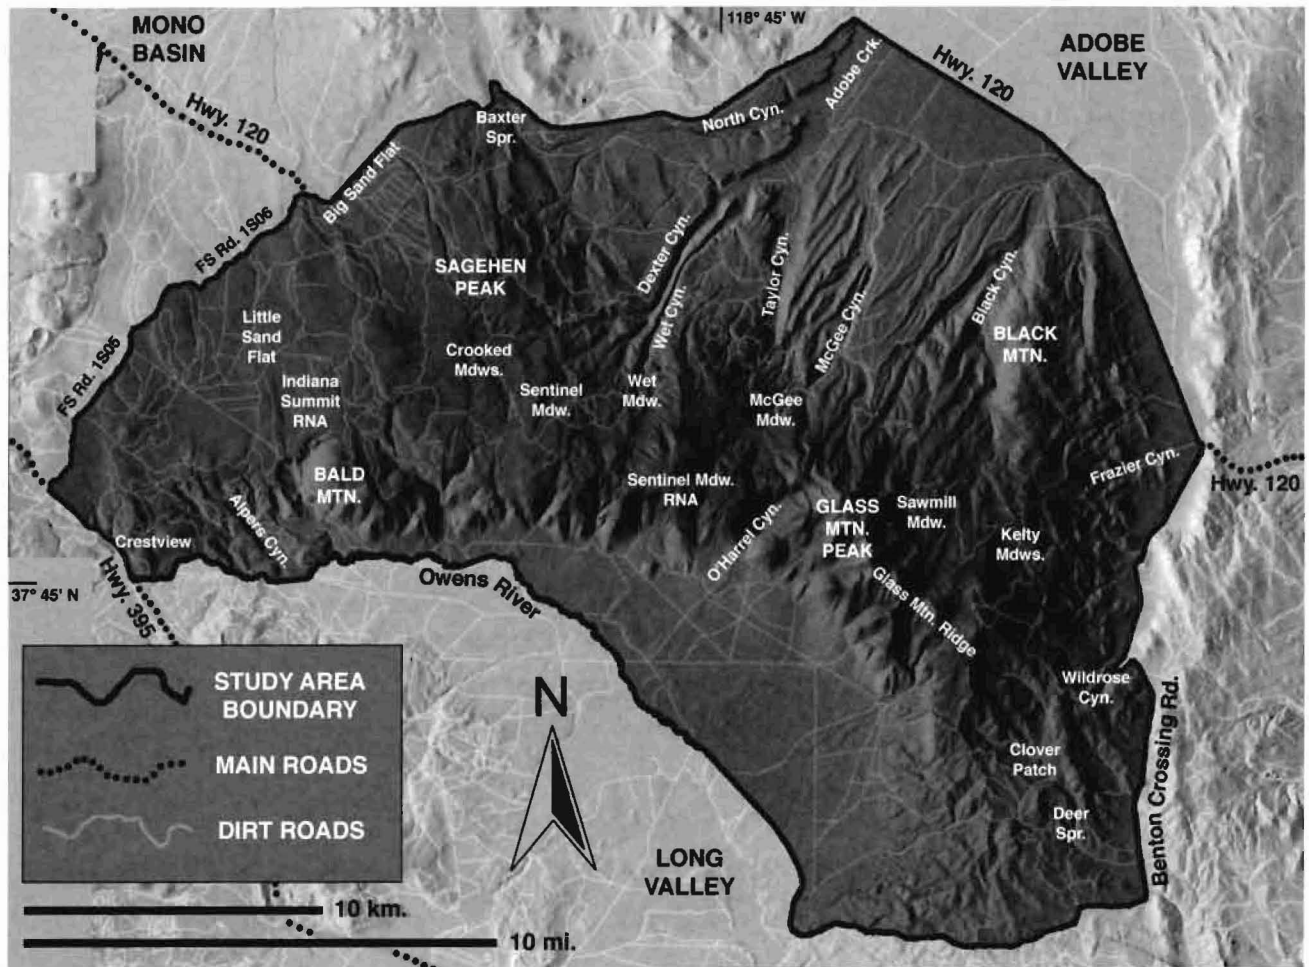 MONO
BASIN
118° 45' W
ADOBE
VALLEY
Hwy. 120
Adobe Crk.
North Cyn.
Baxter
Spr.
Hwy. 120
Big Sand Flat
FS Rd. 1S06
Dexter Cyn.
SAGEHEN
PEAK
Taylor Cyn.
Black Cyn.
Wet Cyn.
McGee Cyn.
Little
Sand
Flat
BLACK
MTN.
FS Rd. 1S05
Crooked
Mdws.
Indiana
Summit
RNA
Sentinel
Mdw.
Wet
Mdw.
McGee
Mdw.
BALD
MTN.
Sentinel Mdw.
RNA
Frazier Cyn.
Hwy. 120
GLASS
MTN.
PEAK
Sawmill
Mdw.
Kelty
Mdws.
O'Harrel Cyn.
Alpers Cyn.
Crestview
37° 45' N
Hwy. 395
Owens River
Glass Mtn. Ridge
STUDY AREA
BOUNDARY
MAIN ROADS
DIRT ROADS
N
Wildrose
Cyn.
Clover
Patch
Deer
Spr.
Benton Crossing Rd.
LONG
VALLEY
10 km.
10 mi.